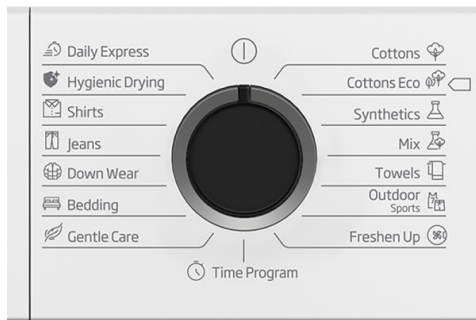 Daily Express
Hygienic Drying
Shirts
Jeans
Down Wear
Bedding
Gentle Care
Time Program
Cottons
Cottons Eco
Synthetics
Mix
Towels
Outdoor
Sports
Freshen Up